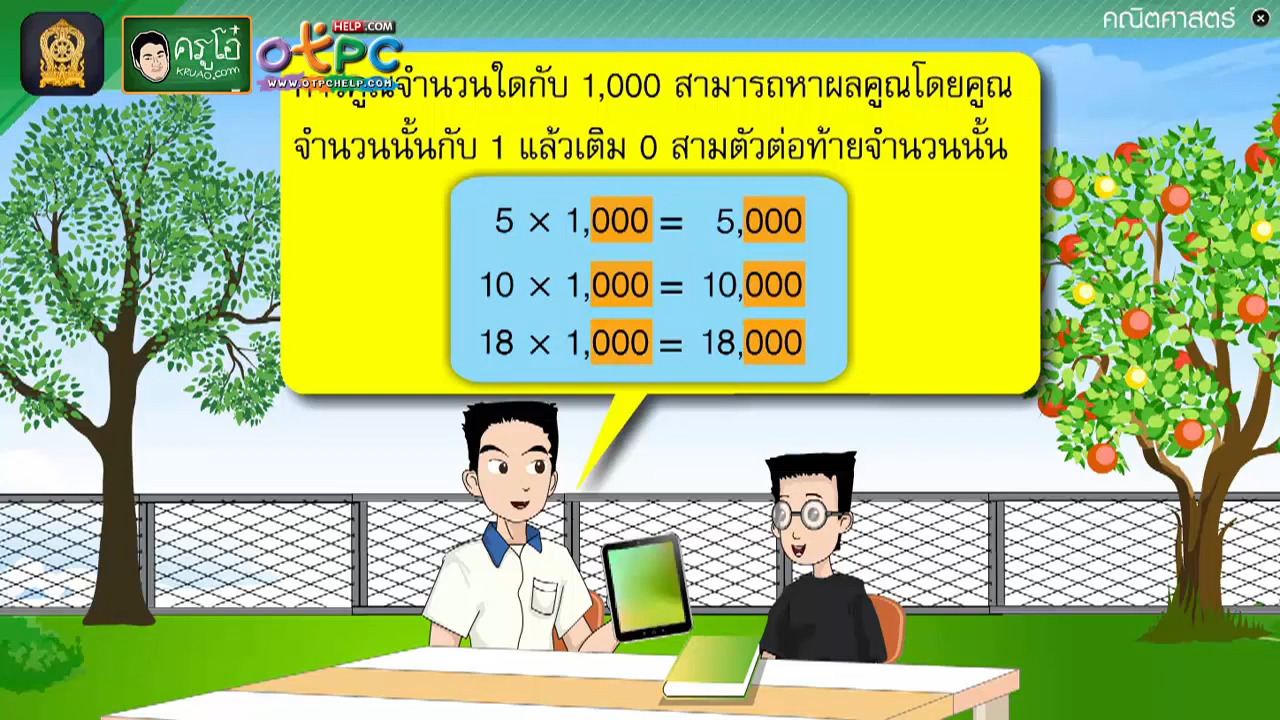 คณิตศาสตร์
ครูโอ๋
KRUAO.COM
HELP.COM
OTPC
WWW.OTPCHELP.COM
การคูณจำนวนใดกับ 1,000 สามารถหาผลคูณโดยคูณ
จำนวนนั้นกับ 1 แล้วเติม 0 สามตัวต่อท้ายจำนวนนั้น
5 × 1,000 = 5,000
10 × 1,000 = 10,000
18 × 1,000 = 18,000